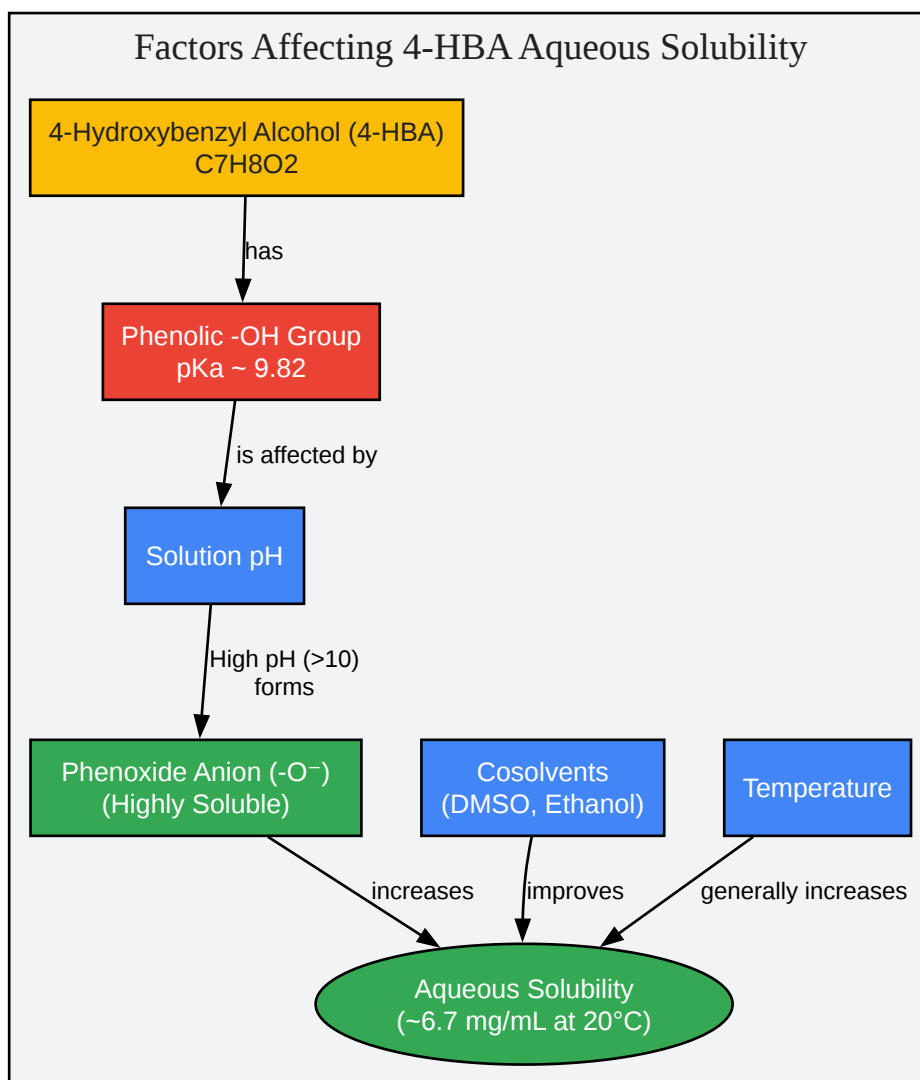 Factors Affecting 4-HBA Aqueous Solubility
4-Hydroxybenzyl Alcohol (4-HBA)
C7H8O2
has
Phenolic -OH Group
pKa ~ 9.82
is affected by
Solution pH
High pH (>10)
forms
Phenoxide Anion (-O⁻)
(Highly Soluble)
Cosolvents
(DMSO, Ethanol)
Temperature
increases
improves
generally increases
Aqueous Solubility
(~6.7 mg/mL at 20°C)